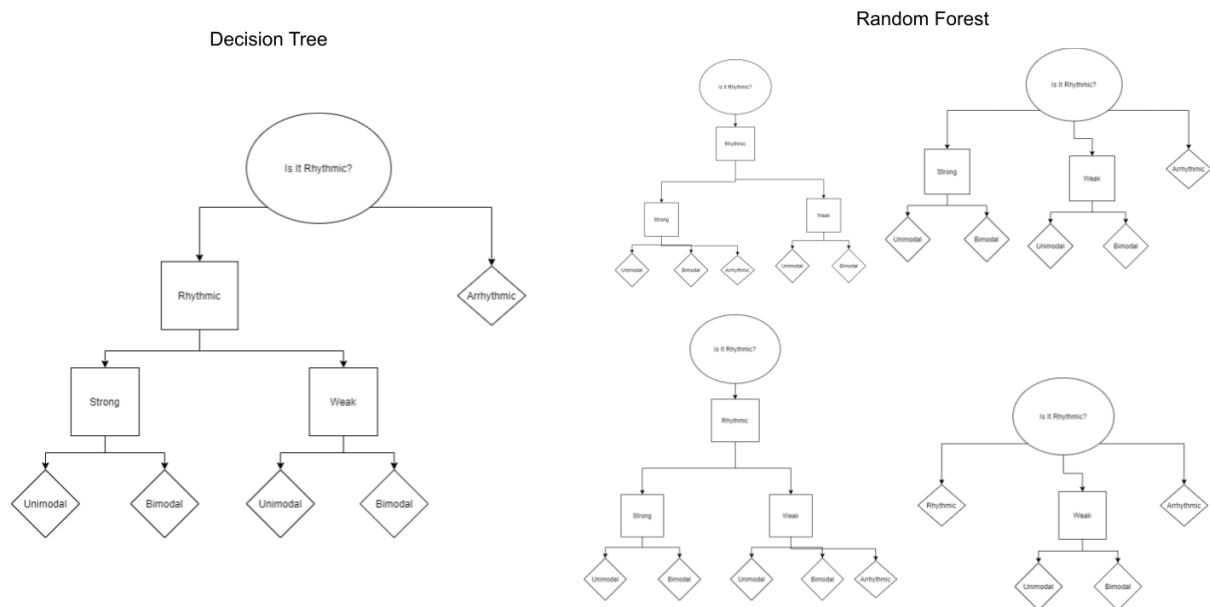 Decision Tree
Is It Rhythmic?
Rhythmic
Arrhythmic
Strong
Weak
Unimodal
Bimodal
Unimodal
Bimodal
Random Forest
Is It Rhythmic?
Rhythmic
Strong
Weak
Unimodal
Bimodal
Arrhythmic
Unimodal
Bimodal
Is It Rhythmic?
Strong
Weak
Arrhythmic
Unimodal
Bimodal
Unimodal
Bimodal
Is It Rhythmic?
Rhythmic
Strong
Weak
Unimodal
Bimodal
Unimodal
Bimodal
Arrhythmic
Is It Rhythmic?
Rhythmic
Weak
Arrhythmic
Unimodal
Bimodal